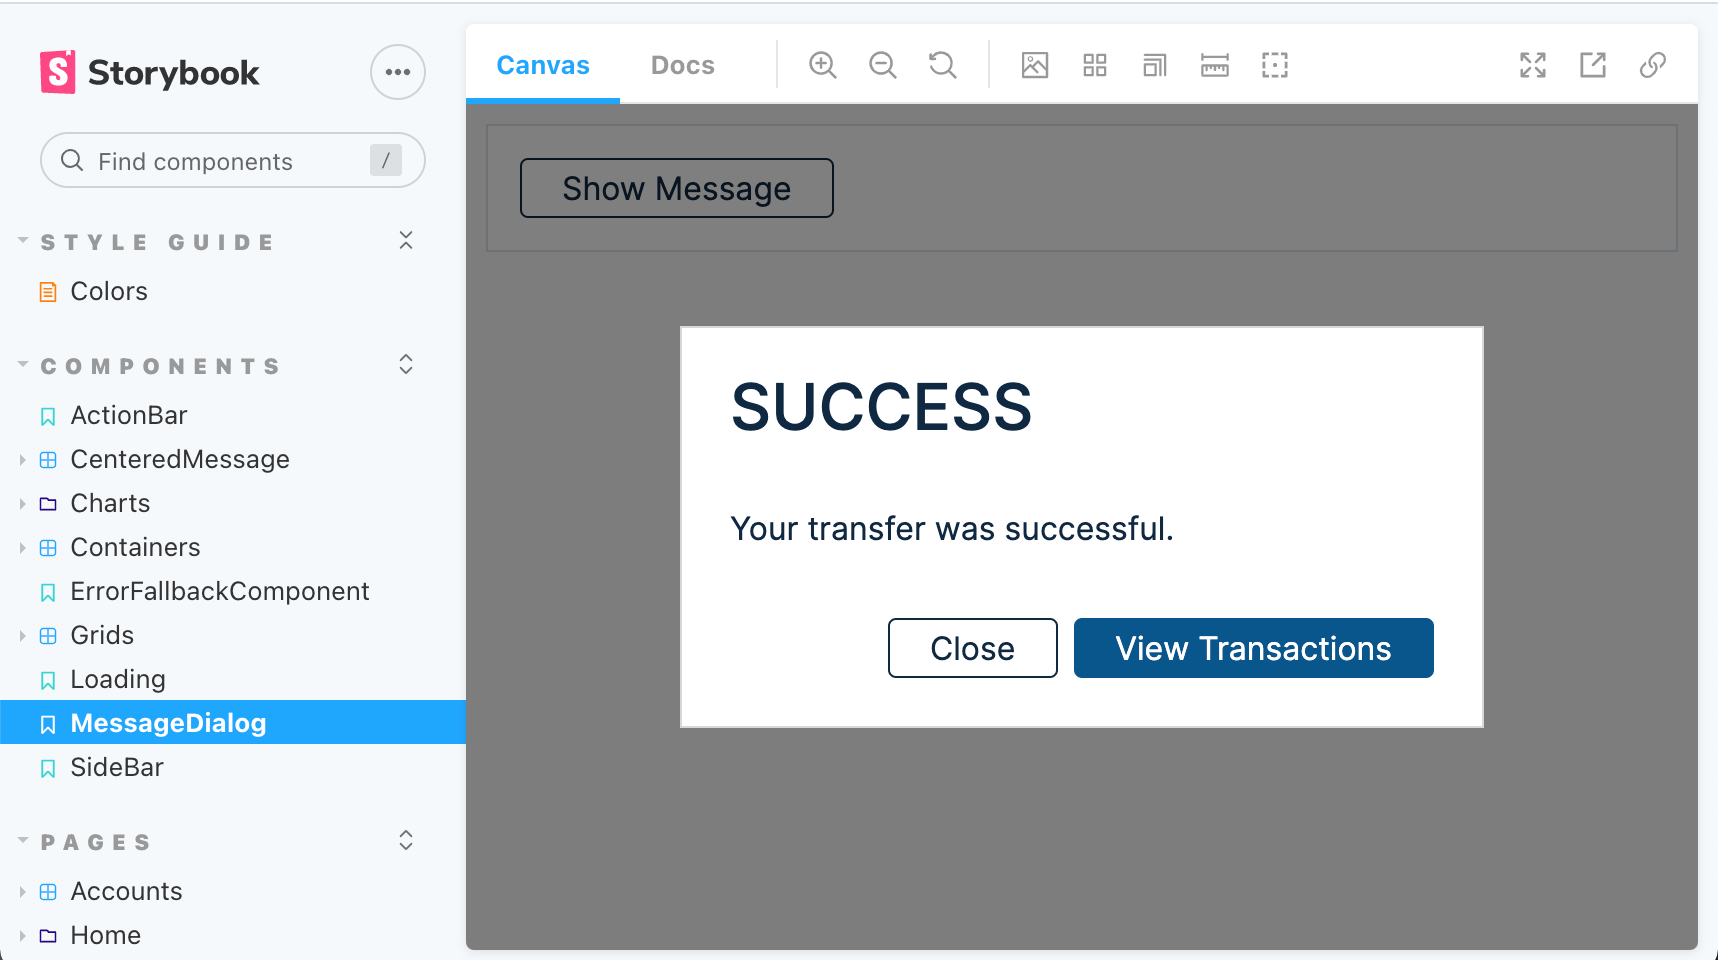 Storybook
Find components /
STYLE GUIDE
Colors
COMPONENTS
ActionBar
CenteredMessage
Charts
Containers
ErrorFallbackComponent
Grids
Loading
MessageDialog
SideBar
PAGES
Accounts
Home
Canvas Docs
Show Message
SUCCESS
Your transfer was successful.
Close View Transactions